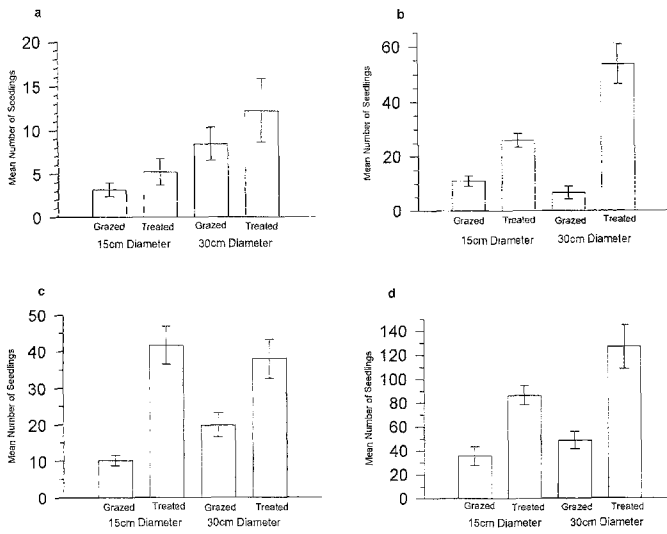 a
Mean Number of Seedlings
20
15
10
5
0
Grazed Treated Grazed Treated
15cm Diameter 30cm Diameter
b
Mean Number of Seedlings
60
40
20
0
Grazed Treated Grazed Treated
15cm Diameter 30cm Diameter
c
Mean Number of Seedlings
50
40
30
20
10
0
Grazed Treated Grazed Treated
15cm Diameter 30cm Diameter
d
Mean Number of Seedlings
140
120
100
80
60
40
20
0
Grazed Treated Grazed Treated
15cm Diameter 30cm Diameter